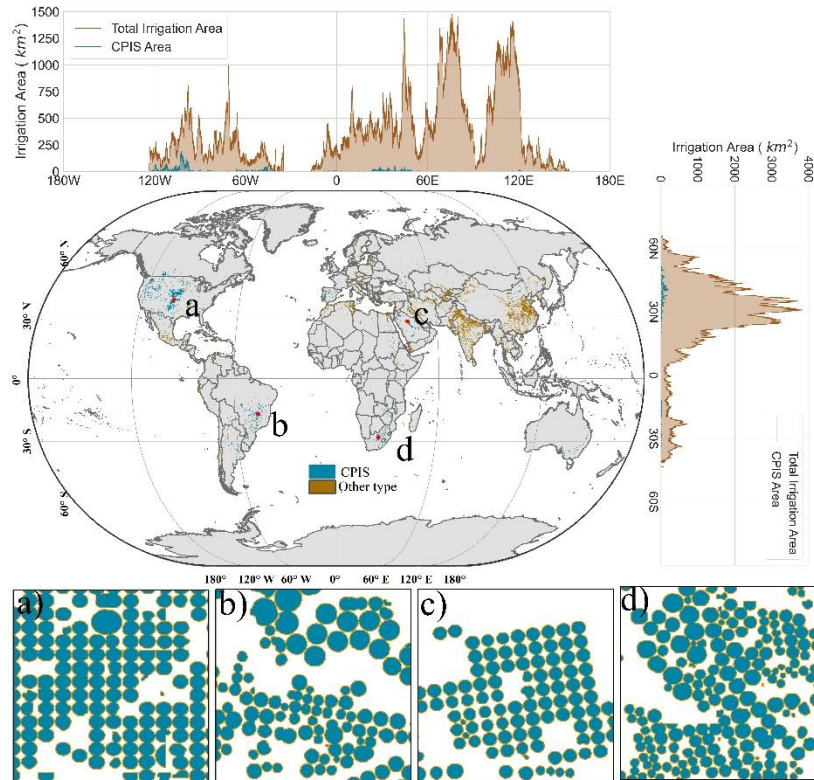 1500
1250
1000
750
500
250
0
Irrigation Area ( km²)
Total Irrigation Area
CPIS Area
180W 120W 60W 0 60E 120E 180E
Irrigation Area ( km²)
0 1000 2000 3000 4000
60N
30N
0
30S
60S
Total Irrigation Area
CPIS Area
60° N
30° N
0°
30° S
60° S
a
b
c
d
CPIS
Other type
180° 120° W 60° W 0° 60° E 120° E 180°
a) b) c) d)